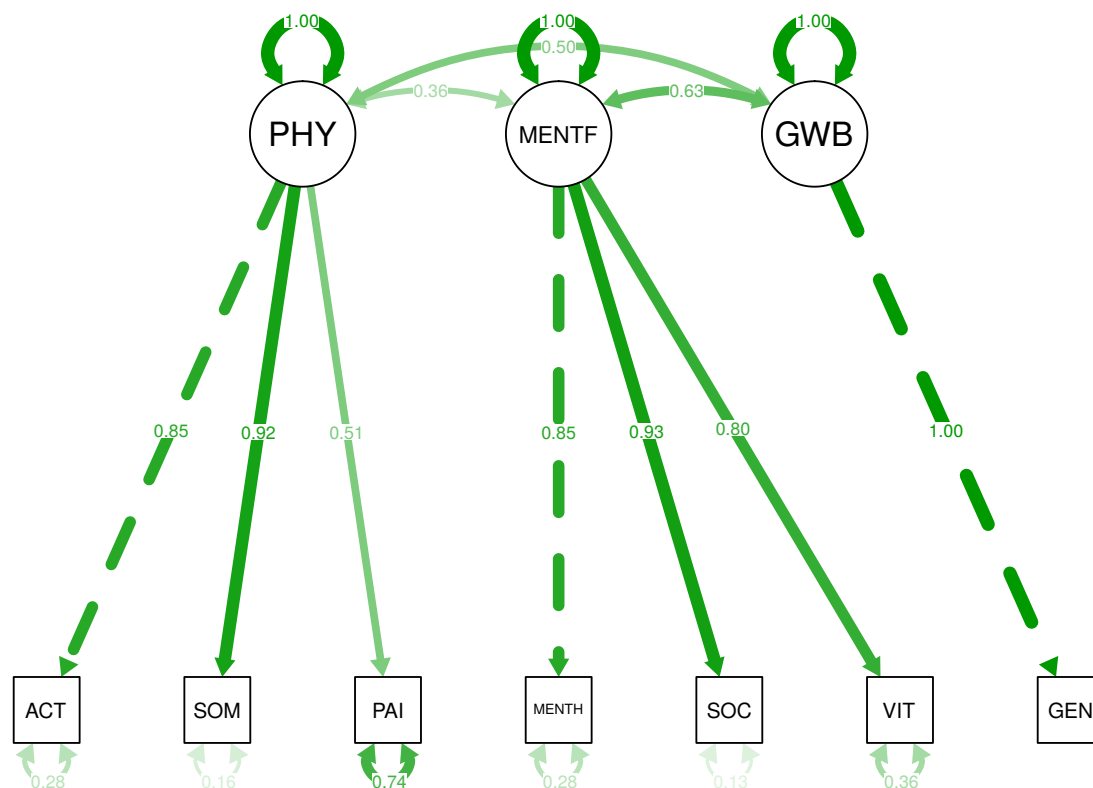 1.00 1.00 1.00
0.50
0.36 0.63
PHY MENTF GWB
0.85 0.92 0.51 0.85 0.93 0.80 1.00
ACT SOM PAI MENTH SOC VIT GEN
0.28 0.16 0.74 0.28 0.13 0.36